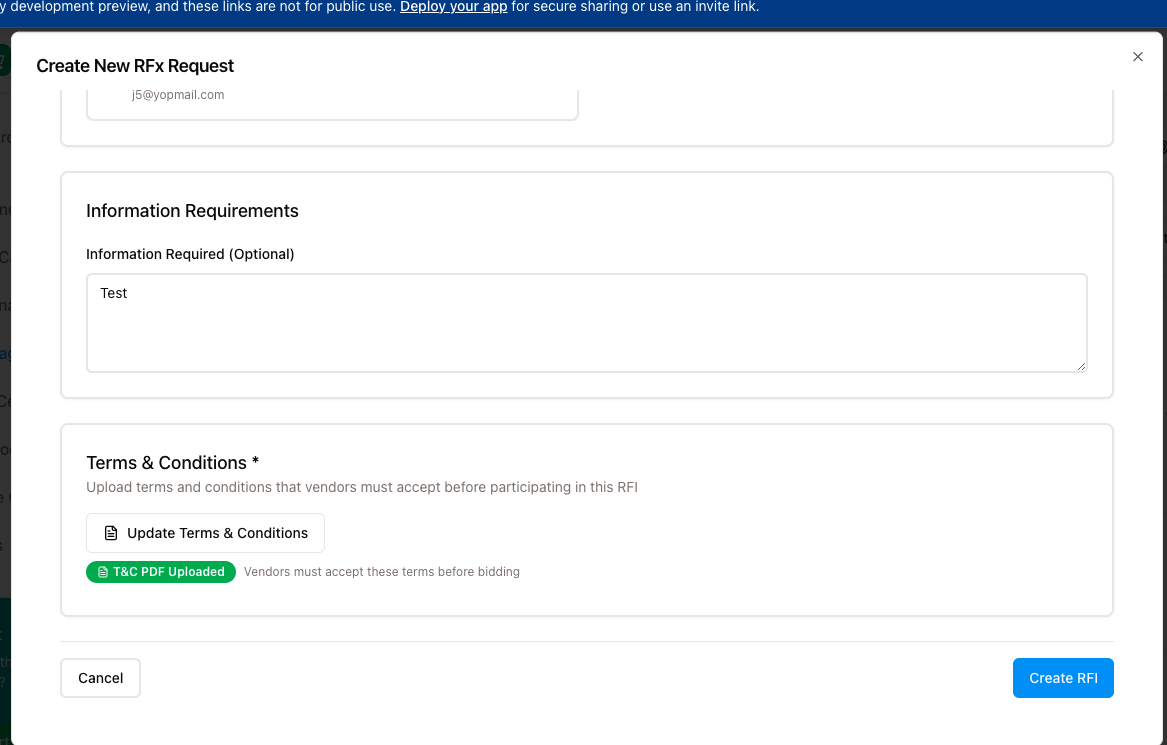 y development preview, and these links are not for public use. Deploy your app for secure sharing or use an invite link.
Create New RFx Request
j5@yopmail.com
Information Requirements
Information Required (Optional)
Test
Terms & Conditions *
Upload terms and conditions that vendors must accept before participating in this RFI
Update Terms & Conditions
T&C PDF Uploaded Vendors must accept these terms before bidding
Cancel Create RFI